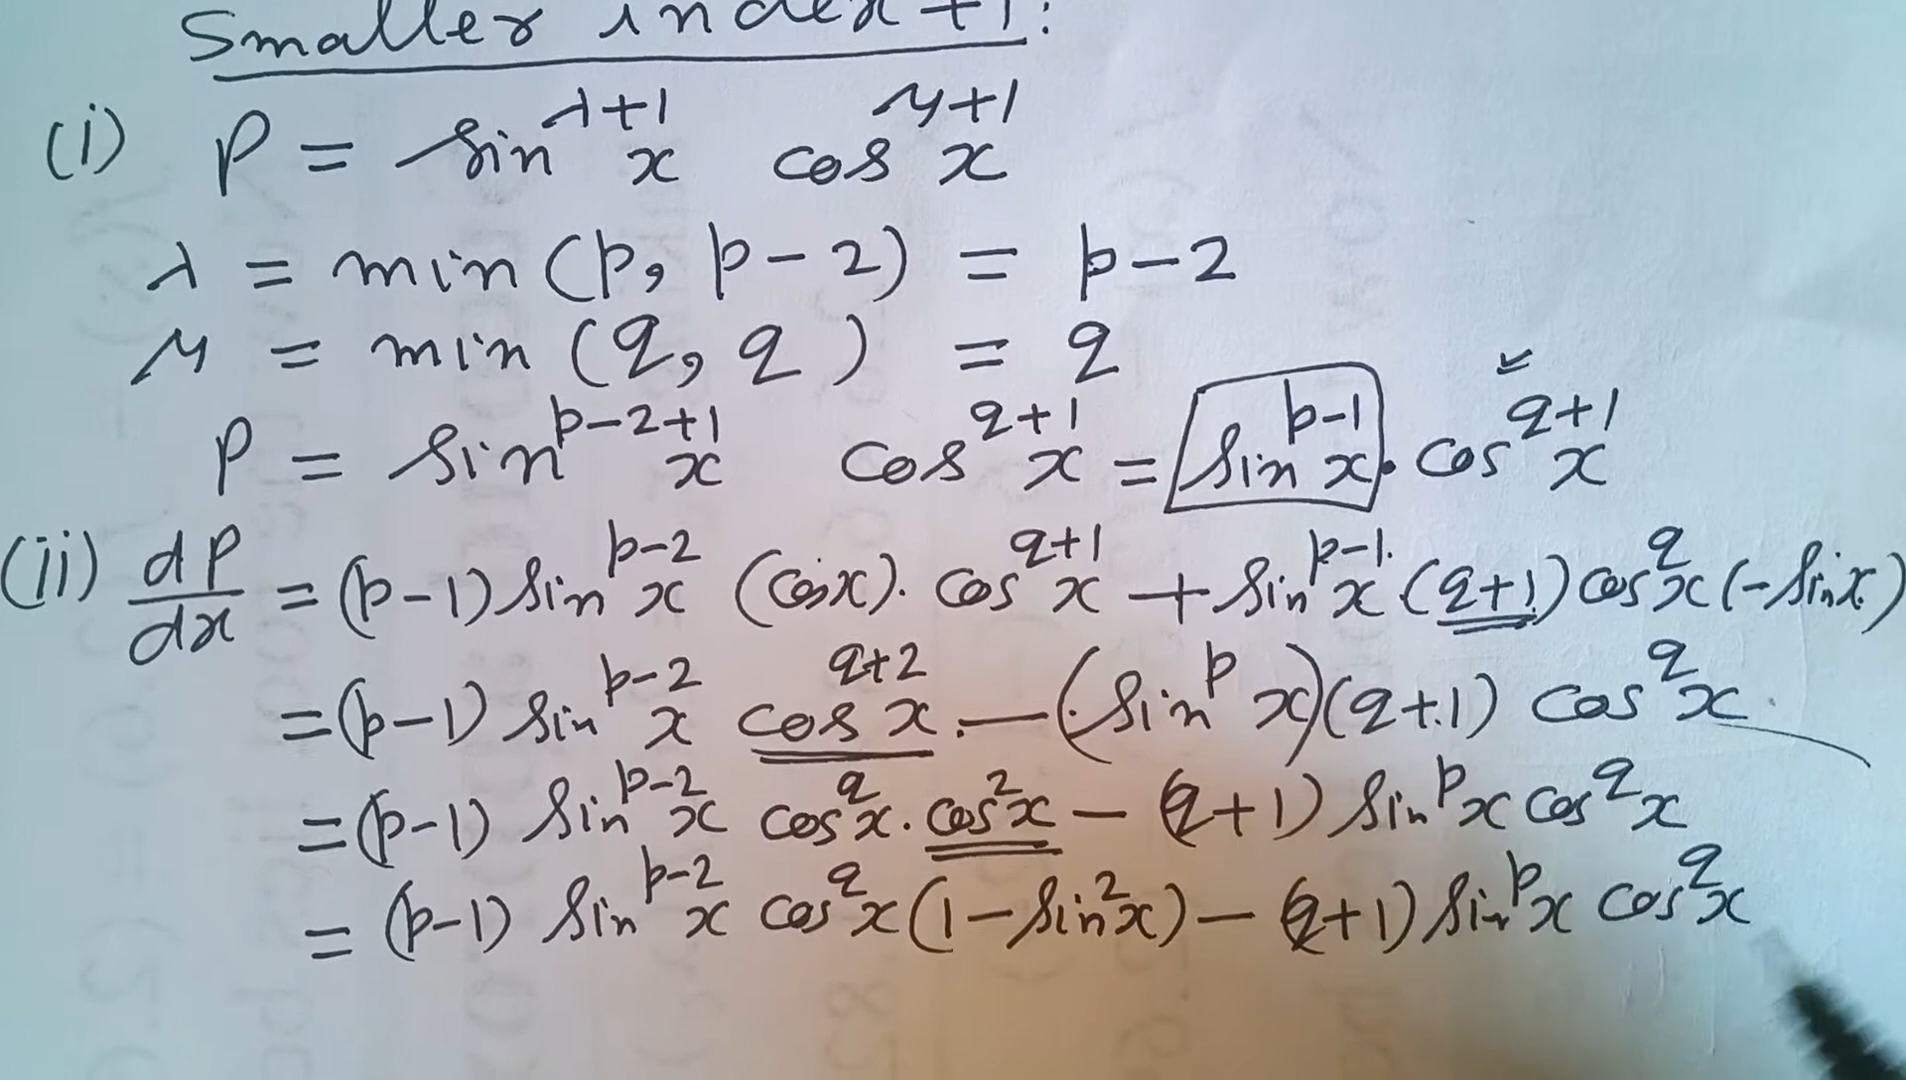 Smaller index + 1:
(i) P = sin^{λ+1} x cos^{μ+1} x
λ = min (p, p-2) = p-2
μ = min (q, q) = q
P = sin^{p-2+1} x cos^{q+1} x = sin^{p-1} x . cos^{q+1} x
(ii) dP/dx = (p-1) sin^{p-2} x (cos x). cos^{q+1} x + sin^{p-1} x (q+1) cos^q x (-sin x)
= (p-1) sin^{p-2} x cos^{q+2} x - (sin^p x)(q+1) cos^q x
= (p-1) sin^{p-2} x cos^q x . cos^2 x - (q+1) sin^p x cos^q x
= (p-1) sin^{p-2} x cos^q x (1 - sin^2 x) - (q+1) sin^p x cos^q x